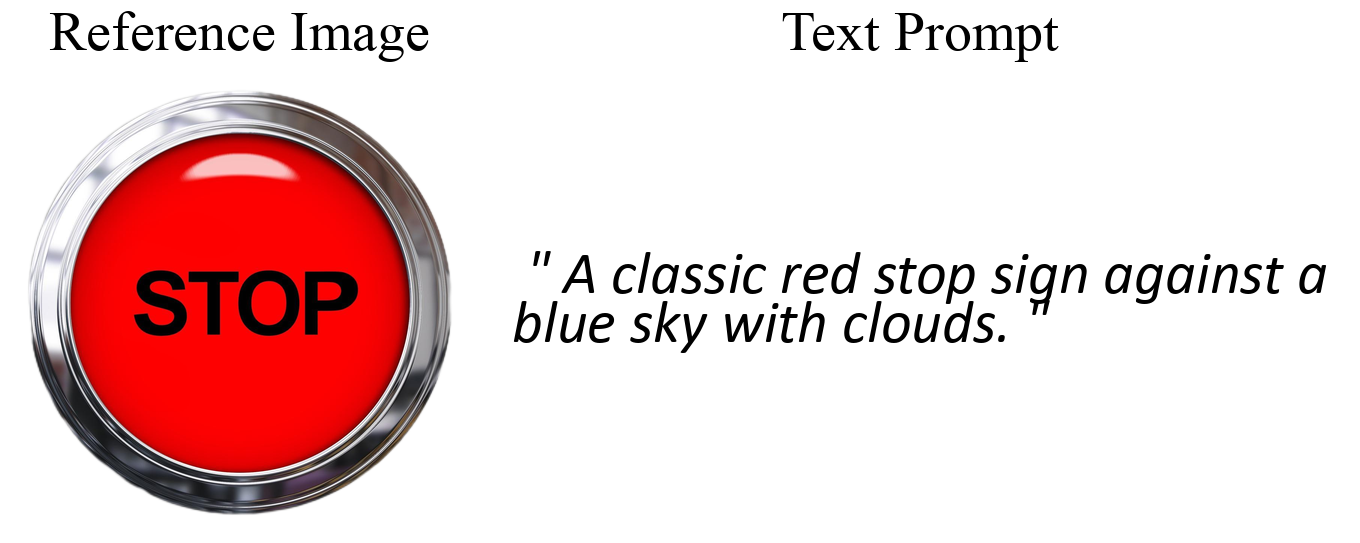 Reference Image
Text Prompt
STOP
" A classic red stop sign against a
blue sky with clouds. "